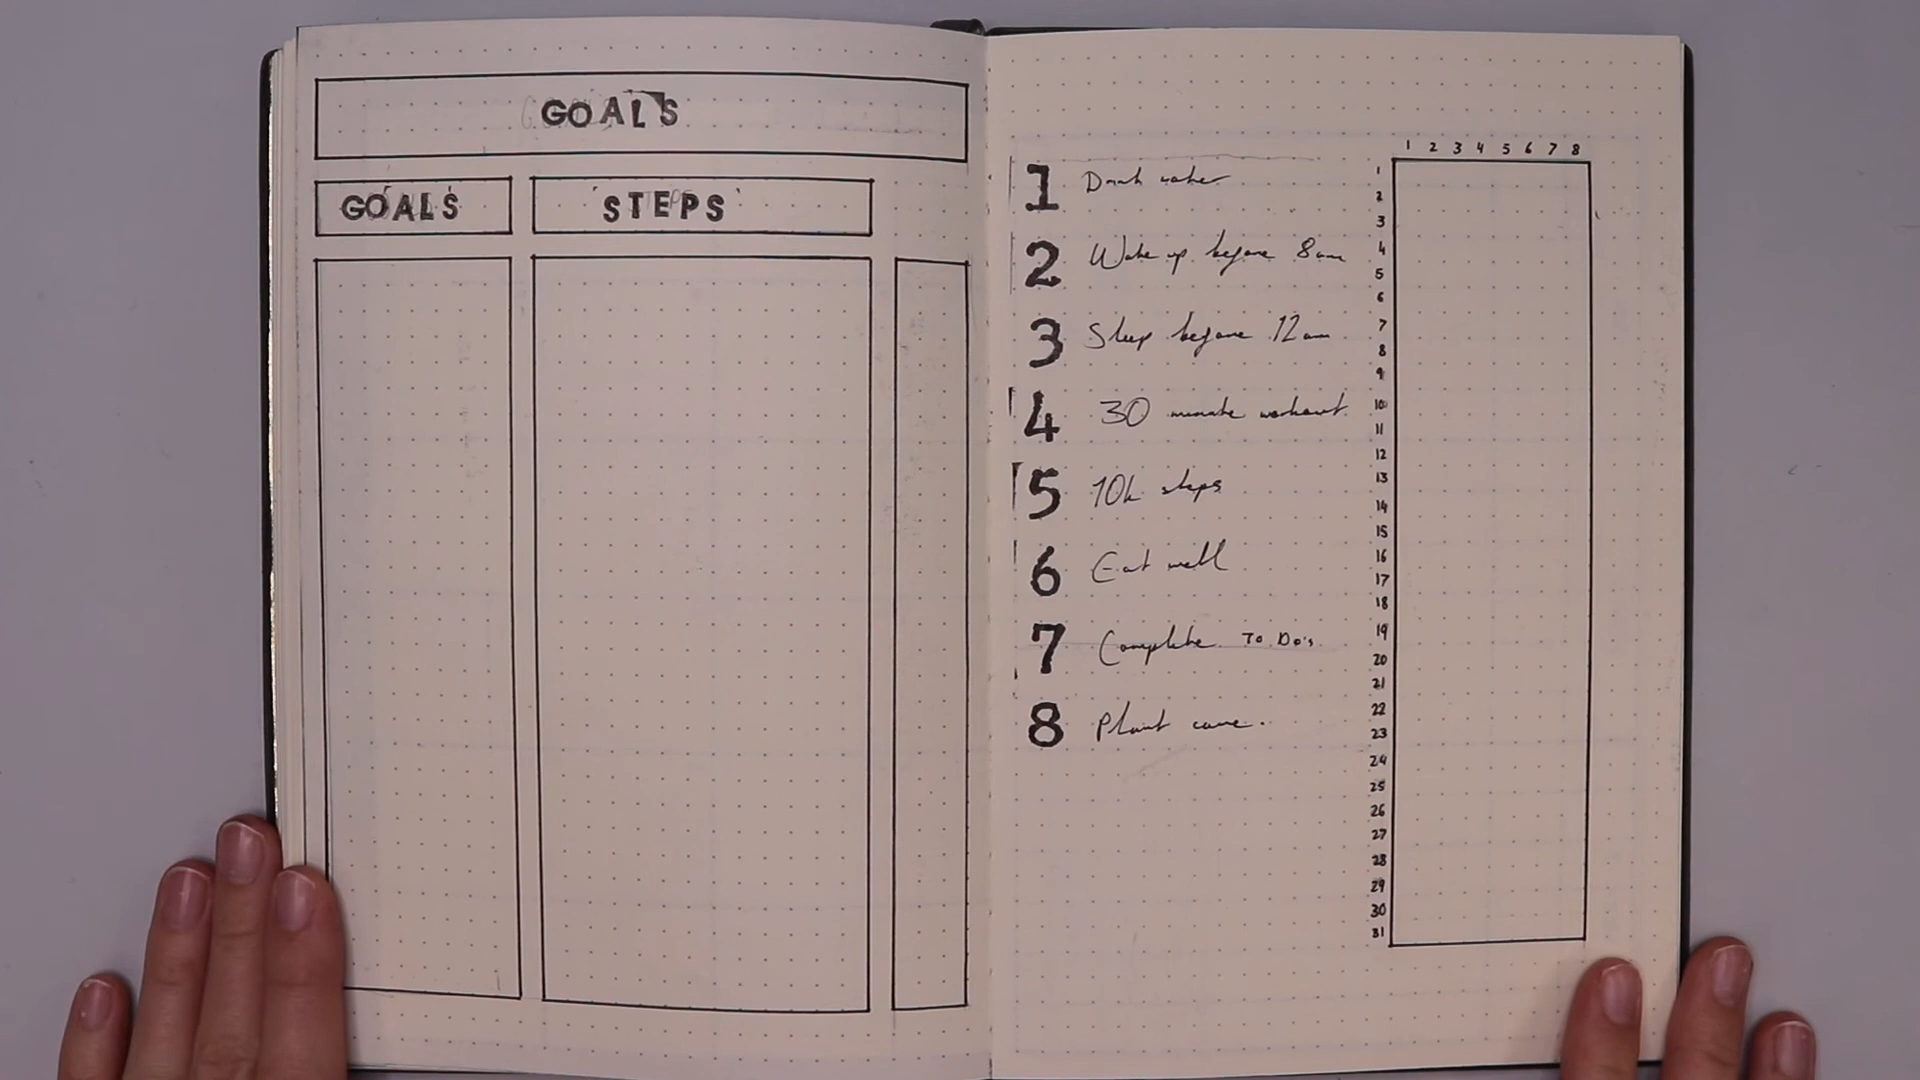 GOALS
GOALS
STEPS
1 Drink water
2 Wake up before 8am
3 Sleep before 12am
4 30 minute workout
5 10k steps
6 Eat well
7 Complete To Do's
8 Plant care.
1 2 3 4 5 6 7 8
1
2
3
4
5
6
7
8
9
10
11
12
13
14
15
16
17
18
19
20
21
22
23
24
25
26
27
28
29
30
31